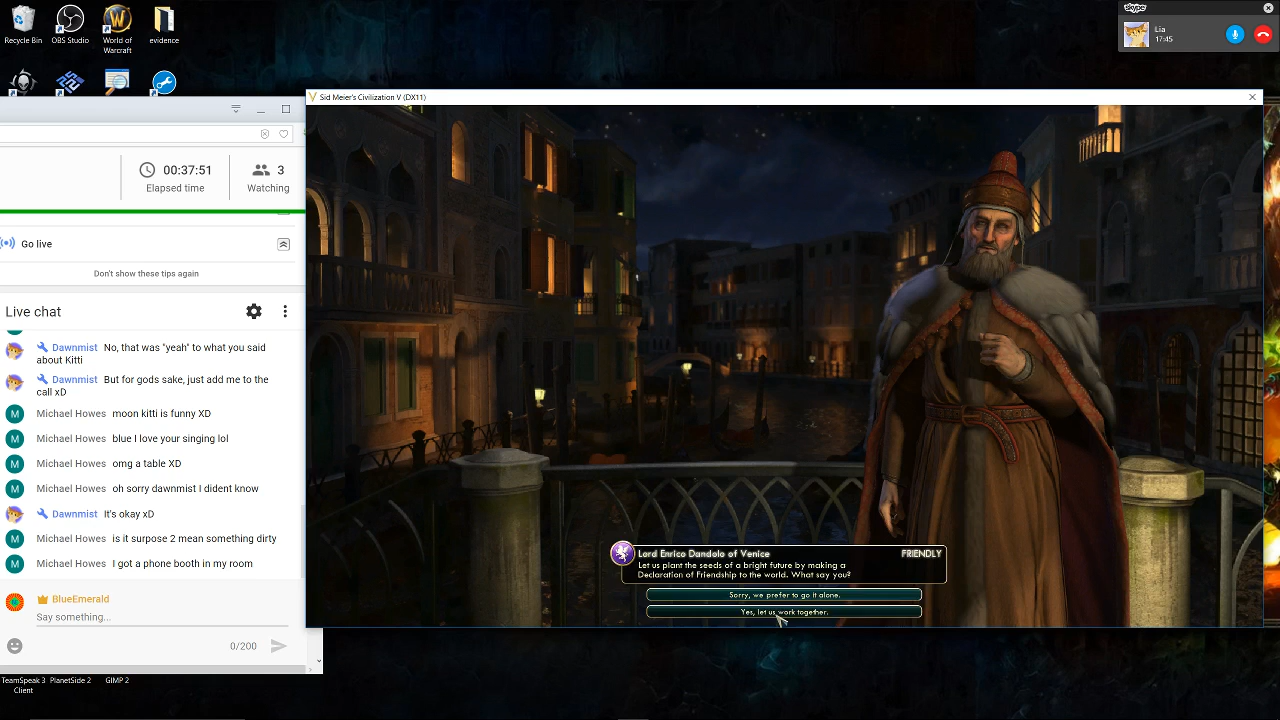 Recycle Bin
OBS Studio
World of
Warcraft
evidence
skype
Lia
17:45
Sid Meier's Civilization V (DX11)
00:37:51
Elapsed time
3
Watching
Go live
Don't show these tips again
Live chat
Dawnmist No, that was "yeah" to what you said
about Kitti
Dawnmist But for gods sake, just add me to the
call xD
M Michael Howes moon kitti is funny XD
M Michael Howes blue I love your singing lol
M Michael Howes omg a table XD
M Michael Howes oh sorry dawnmist I dident know
Dawnmist It's okay xD
M Michael Howes is it surpose 2 mean something dirty
M Michael Howes I got a phone booth in my room
BlueEmerald
Say something...
0/200
Lord Enrico Dandolo of Venice FRIENDLY
Let us plant the seeds of a bright future by making a
Declaration of Friendship to the world. What say you?
Sorry, we prefer to go it alone.
Yes, let us work together.
TeamSpeak 3
Client
PlanetSide 2
GIMP 2